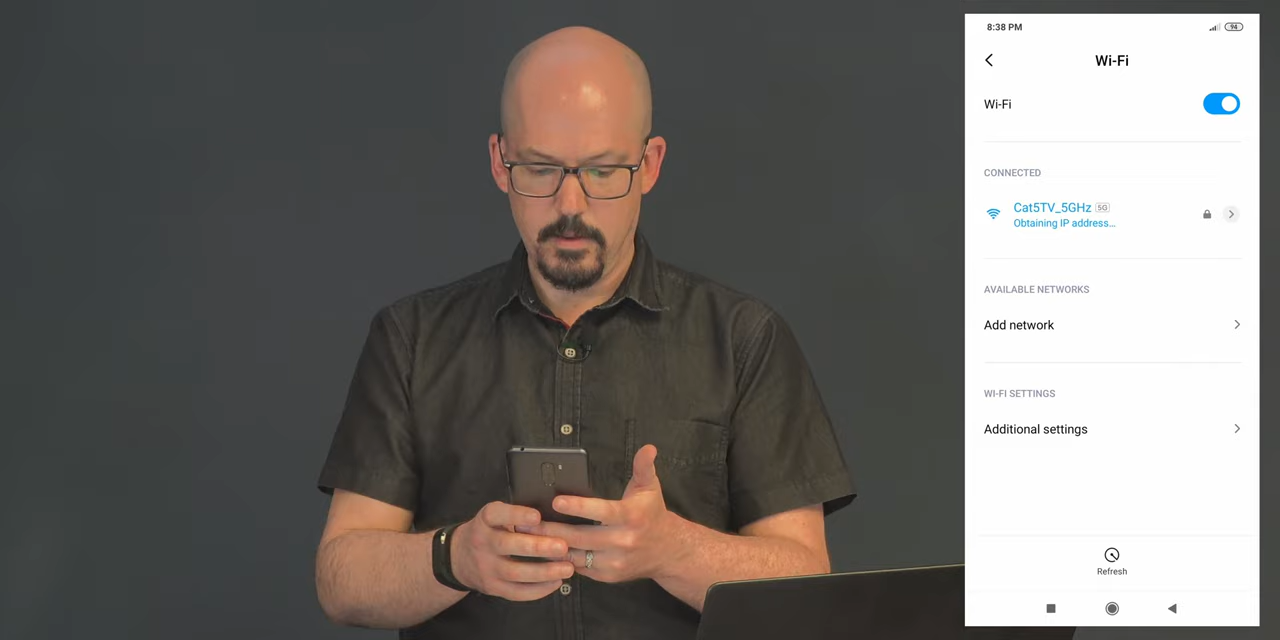 8:38 PM
94
Wi-Fi
Wi-Fi
CONNECTED
Cat5TV_5GHz 5G
Obtaining IP address...
AVAILABLE NETWORKS
Add network
WI-FI SETTINGS
Additional settings
Refresh